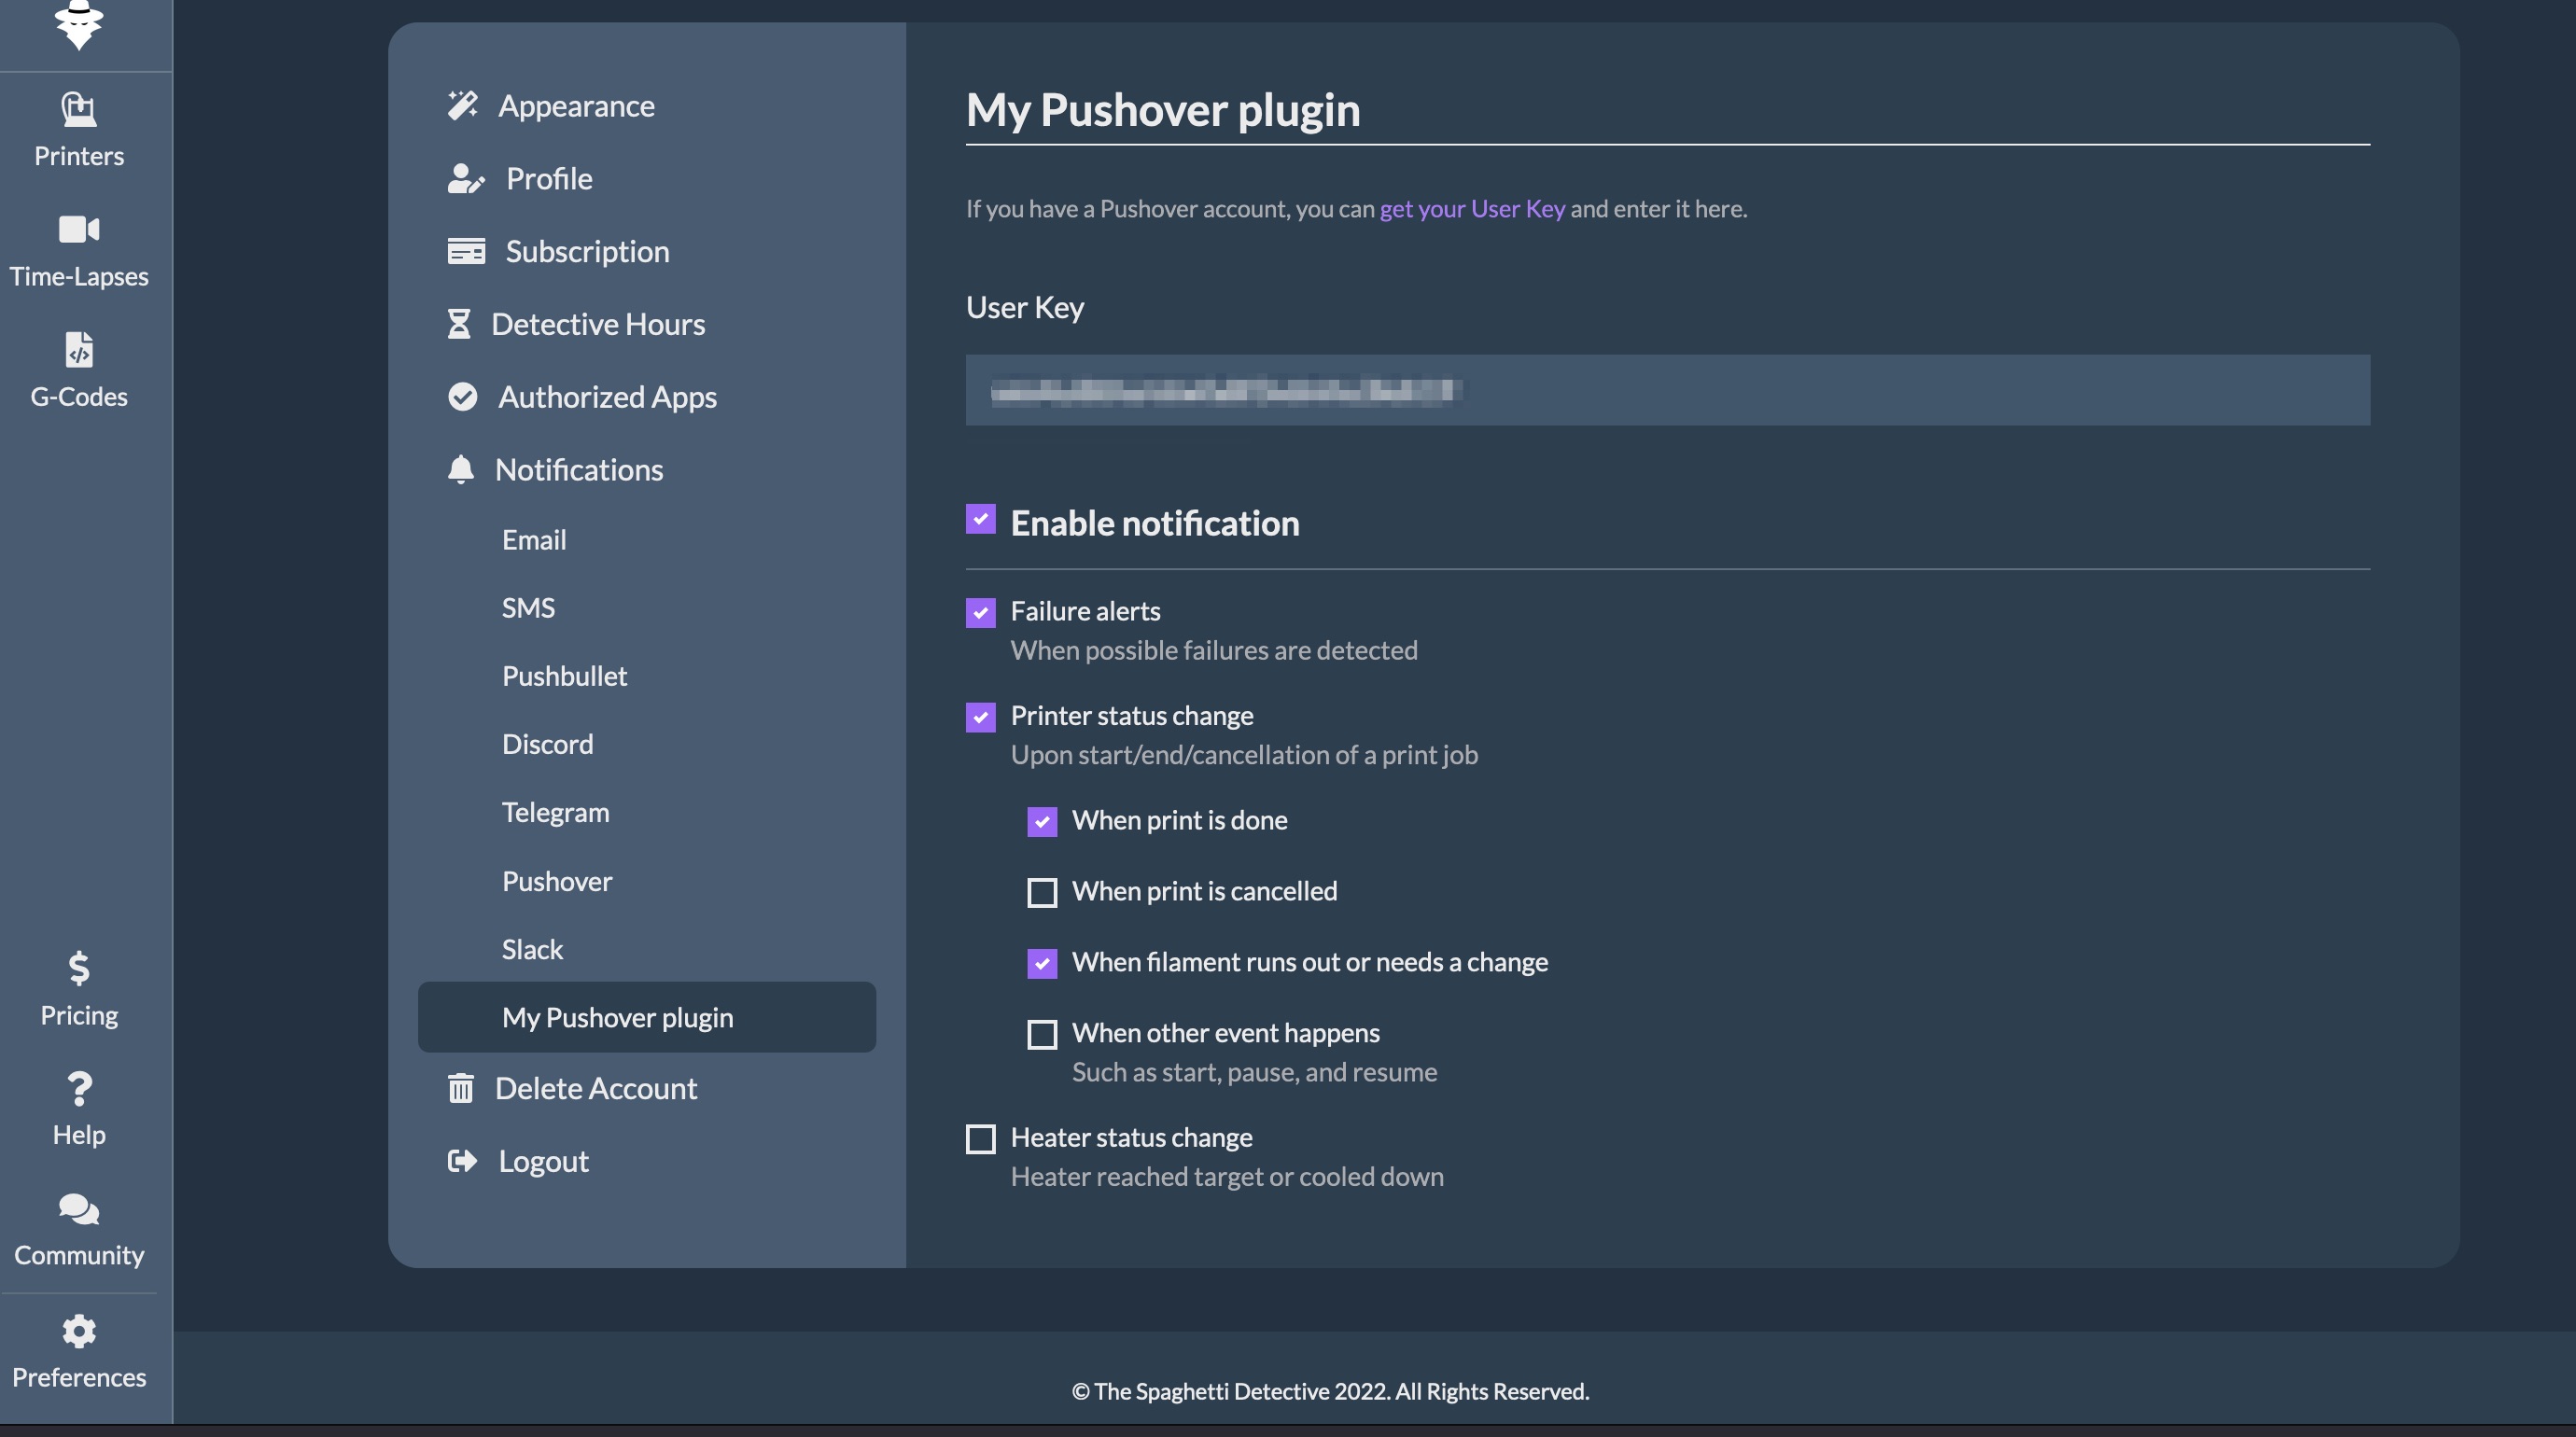 Printers
Time-Lapses
G-Codes
Pricing
Help
Community
Preferences
Appearance
Profile
Subscription
Detective Hours
Authorized Apps
Notifications
Email
SMS
Pushbullet
Discord
Telegram
Pushover
Slack
My Pushover plugin
Delete Account
Logout
My Pushover plugin
If you have a Pushover account, you can get your User Key and enter it here.
User Key
Enable notification
Failure alerts
When possible failures are detected
Printer status change
Upon start/end/cancellation of a print job
When print is done
When print is cancelled
When filament runs out or needs a change
When other event happens
Such as start, pause, and resume
Heater status change
Heater reached target or cooled down
© The Spaghetti Detective 2022. All Rights Reserved.